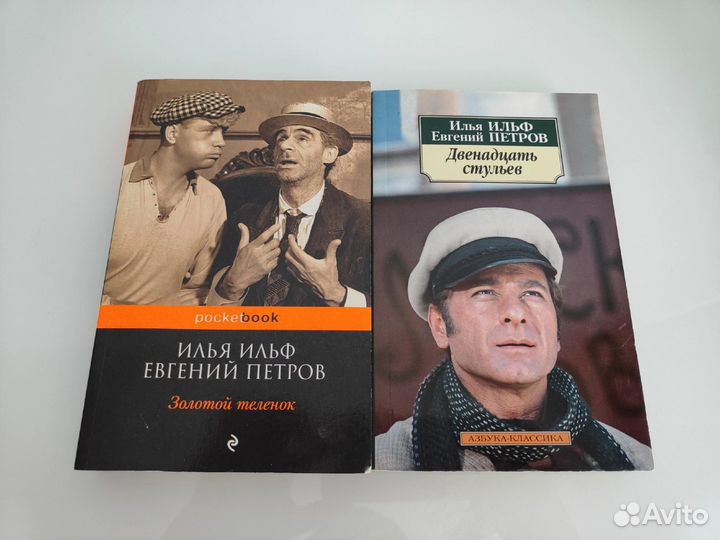 pocketbook
ИЛЬЯ ИЛЬФ
ЕВГЕНИЙ ПЕТРОВ
Золотой теленок
Илья ИЛЬФ
Евгений ПЕТРОВ
Двенадцать
стульев
АЗБУКА-КЛАССИКА
Avito